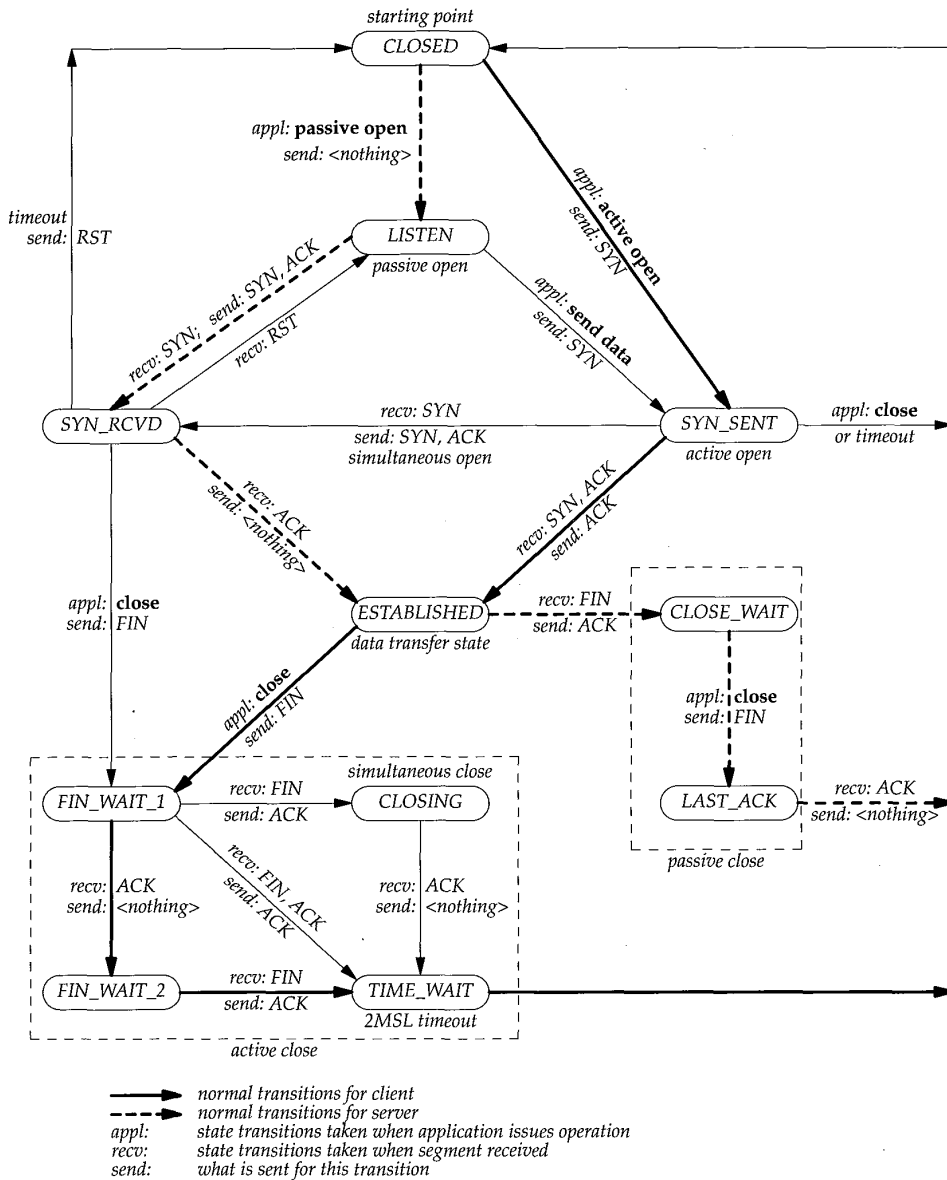 starting point
CLOSED
appl: passive open
send: <nothing>
appl: active open
send: SYN
timeout
send: RST
LISTEN
passive open
recv: SYN; send: SYN, ACK
recv: RST
appl: send data
send: SYN
SYN_RCVD
recv: SYN
send: SYN, ACK
simultaneous open
SYN_SENT
active open
appl: close
or timeout
recv: ACK
send: <nothing>
recv: SYN, ACK
send: ACK
appl: close
send: FIN
ESTABLISHED
data transfer state
recv: FIN
send: ACK
CLOSE_WAIT
appl: close
send: FIN
appl: close
send: FIN
LAST_ACK
recv: ACK
send: <nothing>
passive close
simultaneous close
FIN_WAIT_1
recv: FIN
send: ACK
CLOSING
recv: ACK
send: <nothing>
recv: FIN, ACK
send: ACK
recv: ACK
send: <nothing>
FIN_WAIT_2
recv: FIN
send: ACK
TIME_WAIT
2MSL timeout
active close
normal transitions for client
normal transitions for server
appl: state transitions taken when application issues operation
recv: state transitions taken when segment received
send: what is sent for this transition